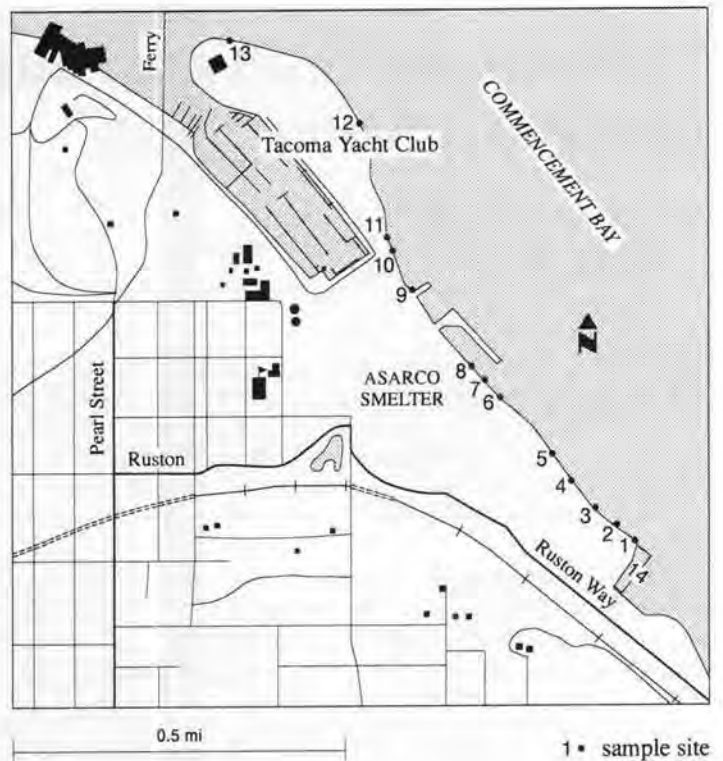 Ferry
13
COMMENCEMENT BAY
12
Tacoma Yacht Club
11
10
9
N
8
7
6
ASARCO
SMELTER
Pearl Street
Ruston
5
4
3
2
1
14
Ruston Way
0.5 mi
1 • sample site